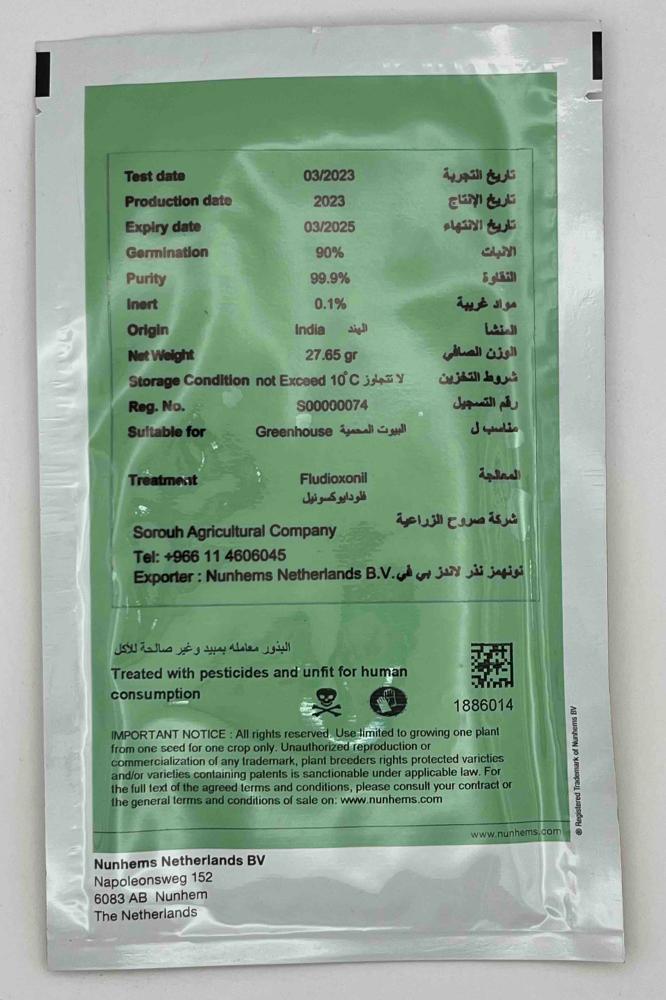 Test date 03/2023 تاريخ التجربة
Production date 2023 تاريخ الإنتاج
Expiry date 03/2025 تاريخ الانتهاء
Germination 90% الانبات
Purity 99.9% النقاوة
Inert 0.1% مواد غريبة
Origin India الهند المنشأ
Net Weight 27.65 gr الوزن الصافي
Storage Condition not Exceed 10°C لا تتجاوز شروط التخزين
Reg. No. S00000074 رقم التسجيل
Suitable for Greenhouse البيوت المحمية مناسب ل
Treatment Fludioxonil المعالجة
فلودايوكسونيل
شركة صروح الزراعية
Sorouh Agricultural Company
Tel: +966 11 4606045
Exporter : Nunhems Netherlands B.V. نونهمز نذر لاندز بي في
البذور معامله بمبيد وغير صالحة للأكل
Treated with pesticides and unfit for human
consumption
1886014
IMPORTANT NOTICE : All rights reserved. Use limited to growing one plant
from one seed for one crop only. Unauthorized reproduction or
commercialization of any trademark, plant breeders rights protected varieties
and/or varieties containing patents is sanctionable under applicable law. For
the full text of the agreed terms and conditions, please consult your contract or
the general terms and conditions of sale on: www.nunhems.com
www.nunhems.com
® Registered Trademark of Nunhems BV
Nunhems Netherlands BV
Napoleonsweg 152
6083 AB Nunhem
The Netherlands